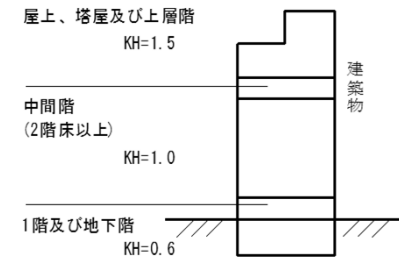 屋上、塔屋及び上層階
KH=1.5
建築物
中間階
(2階床以上)
KH=1.0
1階及び地下階
KH=0.6